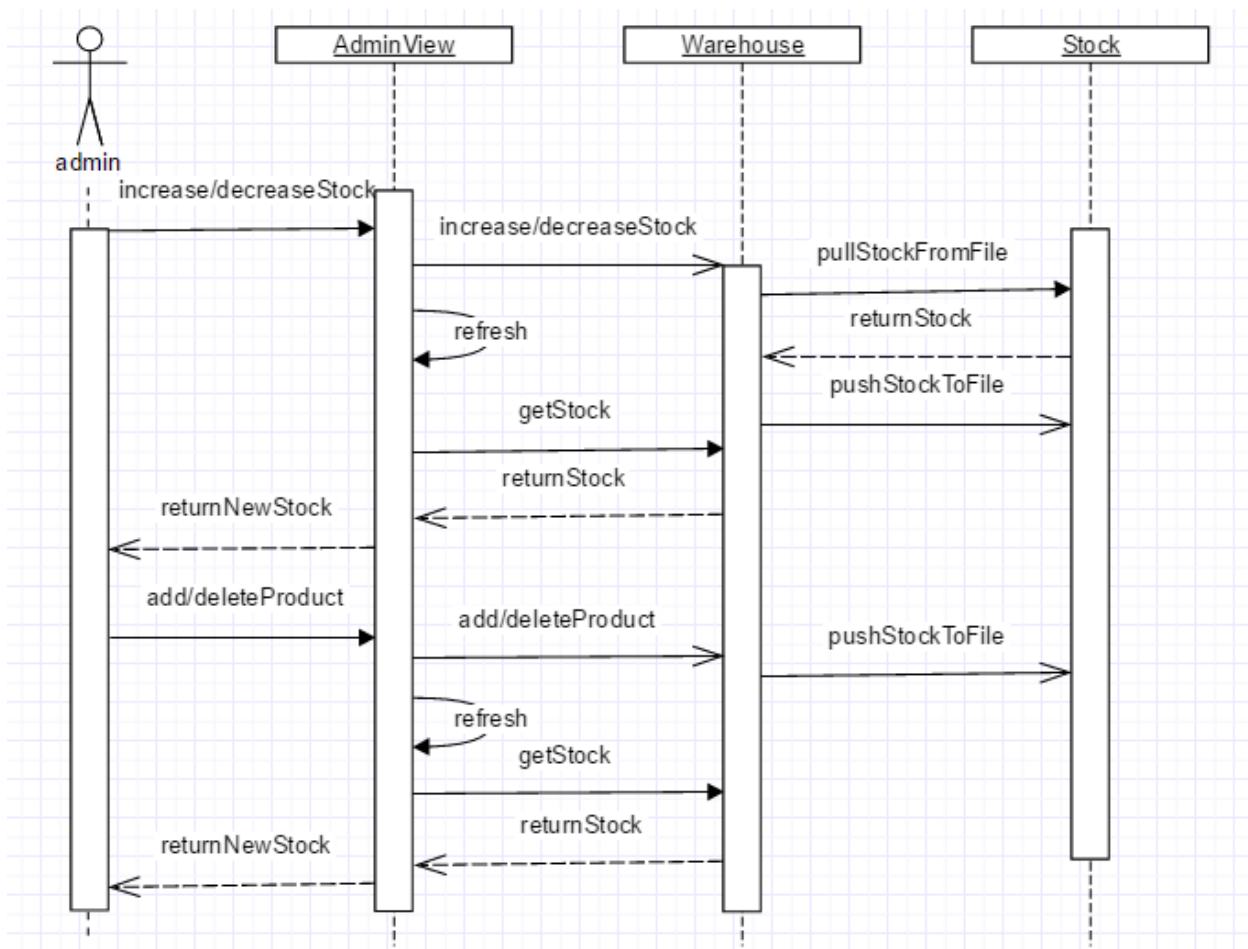 AdminView
Warehouse
Stock
admin
increase/decreaseStock
increase/decreaseStock
pullStockFromFile
returnStock
refresh
pushStockToFile
getStock
returnStock
returnNewStock
add/deleteProduct
add/deleteProduct
pushStockToFile
refresh
getStock
returnStock
returnNewStock